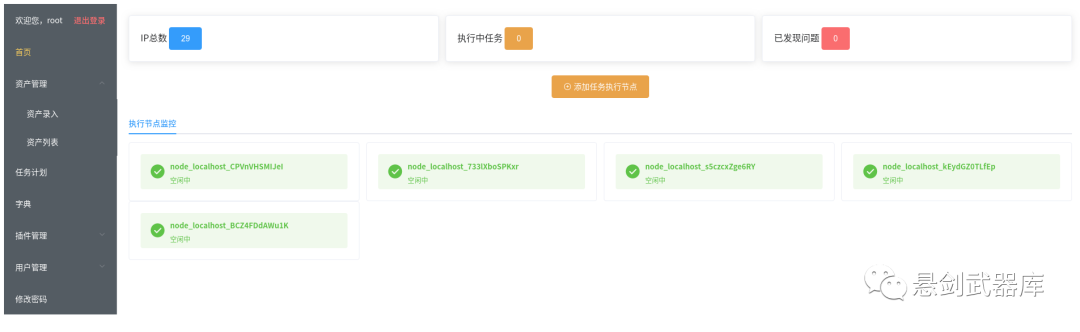 欢迎您，root 退出登录
首页
资产管理
资产录入
资产列表
任务计划
字典
插件管理
用户管理
修改密码
IP总数 29
执行中任务 0
已发现问题 0
添加任务执行节点
执行节点监控
node_localhost_CPVnVHSMIJeI
空闲中
node_localhost_733lXboSPKxr
空闲中
node_localhost_sSczcxZge6RY
空闲中
node_localhost_kEydGZ0TLfEp
空闲中
node_localhost_BCZ4FDdAWu1K
空闲中
悬剑武器库